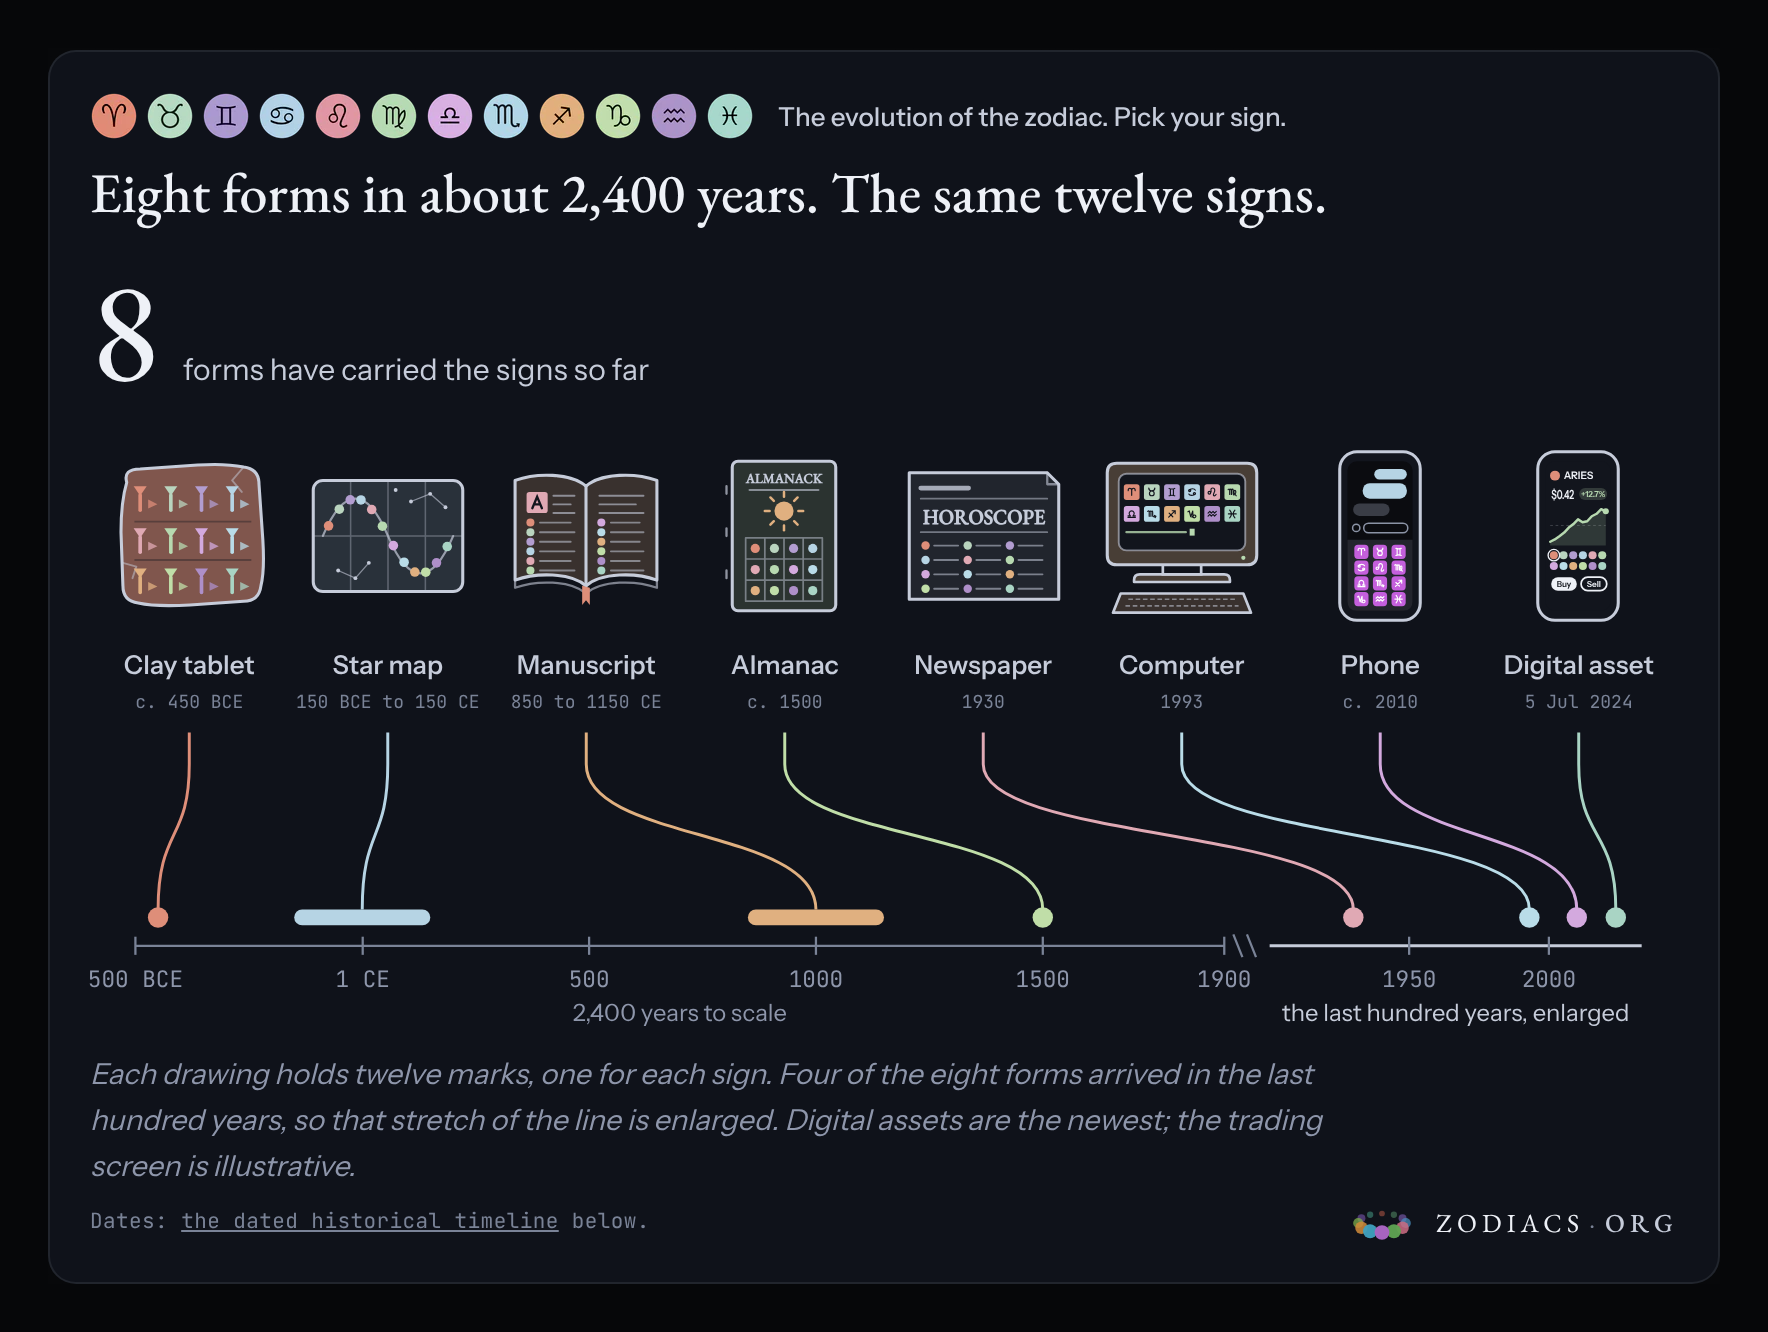 ♈ ♉ ♊ ♋ ♌ ♍ ♎ ♏ ♐ ♑ ♒ ♓ The evolution of the zodiac. Pick your sign.
Eight forms in about 2,400 years. The same twelve signs.
8 forms have carried the signs so far
A
ALMANACK
HOROSCOPE
♈ ♉ ♊ ♋ ♌ ♍
♎ ♏ ♐ ♑ ♒ ♓
♈ ♉ ♊
♋ ♌ ♍
♎ ♏ ♐
♑ ♒ ♓
ARIES
$0.42 +12.7%
Buy Sell
Clay tablet Star map Manuscript Almanac Newspaper Computer Phone Digital asset
c. 450 BCE 150 BCE to 150 CE 850 to 1150 CE c. 1500 1930 1993 c. 2010 5 Jul 2024
500 BCE 1 CE 500 1000 1500 1900 1950 2000
2,400 years to scale the last hundred years, enlarged
Each drawing holds twelve marks, one for each sign. Four of the eight forms arrived in the last
hundred years, so that stretch of the line is enlarged. Digital assets are the newest; the trading
screen is illustrative.
Dates: the dated historical timeline below.
ZODIACS · ORG